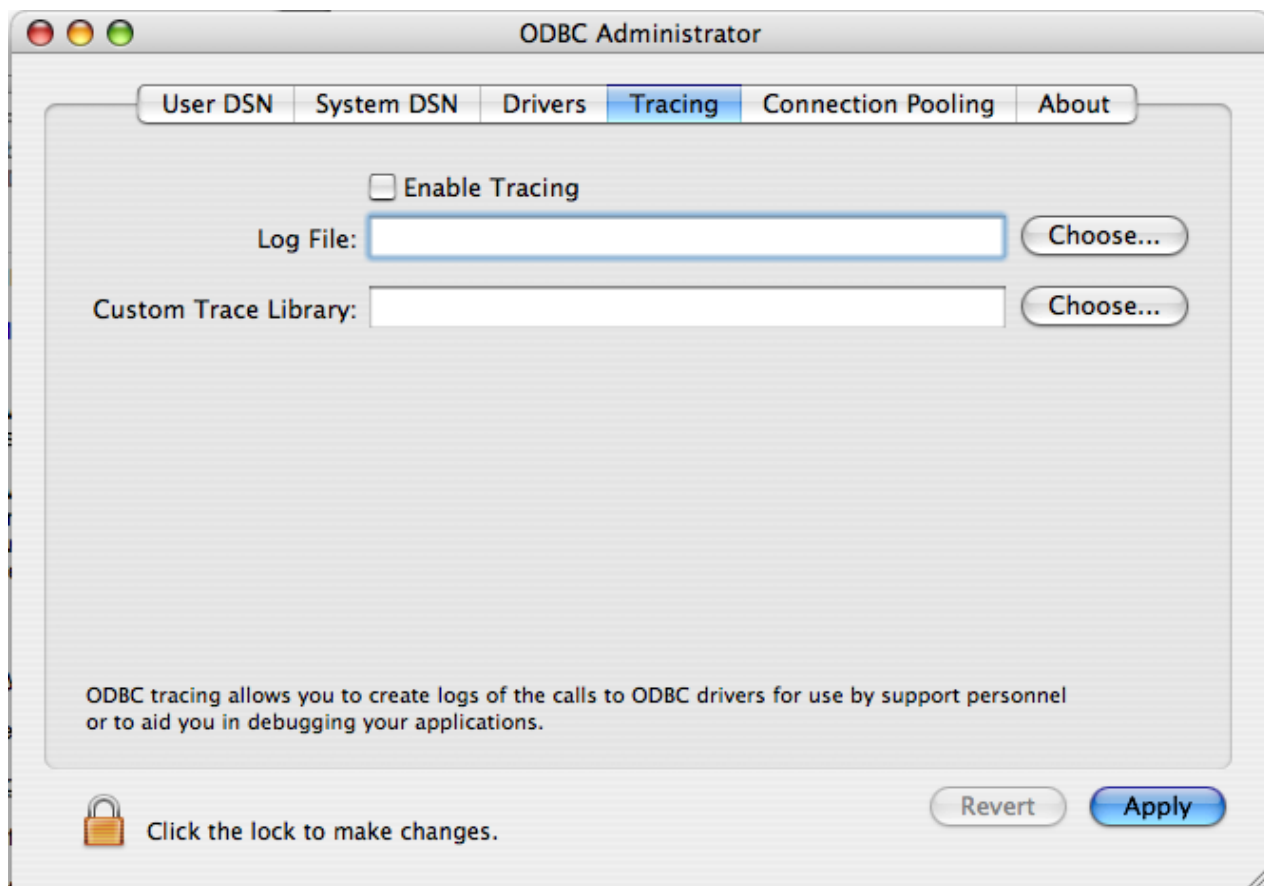 ODBC Administrator
User DSN System DSN Drivers Tracing Connection Pooling About
Enable Tracing
Log File: Choose...
Custom Trace Library: Choose...
ODBC tracing allows you to create logs of the calls to ODBC drivers for use by support personnel
or to aid you in debugging your applications.
Click the lock to make changes. Revert Apply